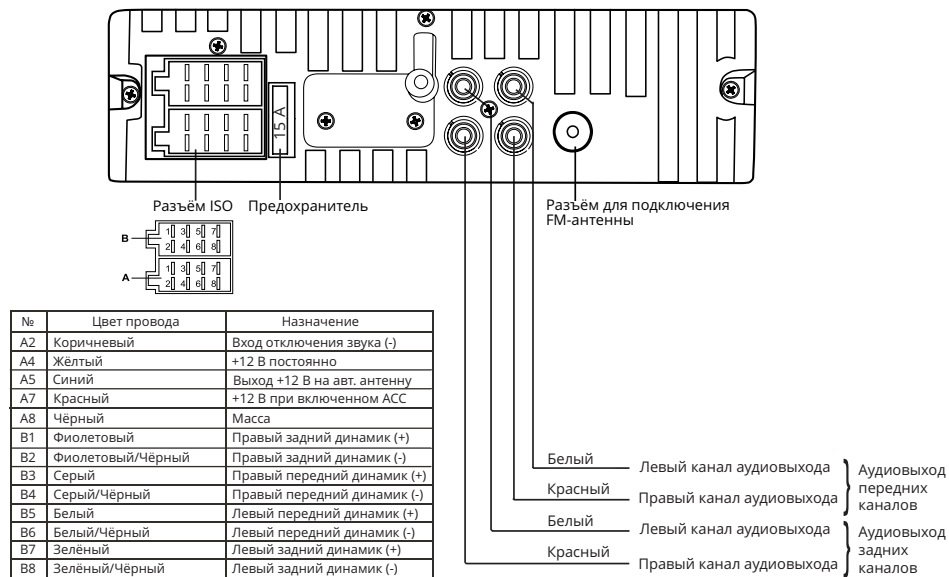 15 A
Разъём ISO
Предохранитель
Разъём для подключения
FM-антенны
B
1 3 5 7
2 4 6 8
A
1 3 5 7
2 4 6 8
№ Цвет провода Назначение
A2 Коричневый Вход отключения звука (-)
A4 Жёлтый +12 В постоянно
A5 Синий Выход +12 В на авт. антенну
A7 Красный +12 В при включенном ACC
A8 Чёрный Масса
B1 Фиолетовый Правый задний динамик (+)
B2 Фиолетовый/Чёрный Правый задний динамик (-)
B3 Серый Правый передний динамик (+)
B4 Серый/Чёрный Правый передний динамик (-)
B5 Белый Левый передний динамик (+)
B6 Белый/Чёрный Левый передний динамик (-)
B7 Зелёный Левый задний динамик (+)
B8 Зелёный/Чёрный Левый задний динамик (-)
Белый Левый канал аудиовыхода
Красный Правый канал аудиовыхода
Аудиовыход
передних
каналов
Белый Левый канал аудиовыхода
Красный Правый канал аудиовыхода
Аудиовыход
задних
каналов